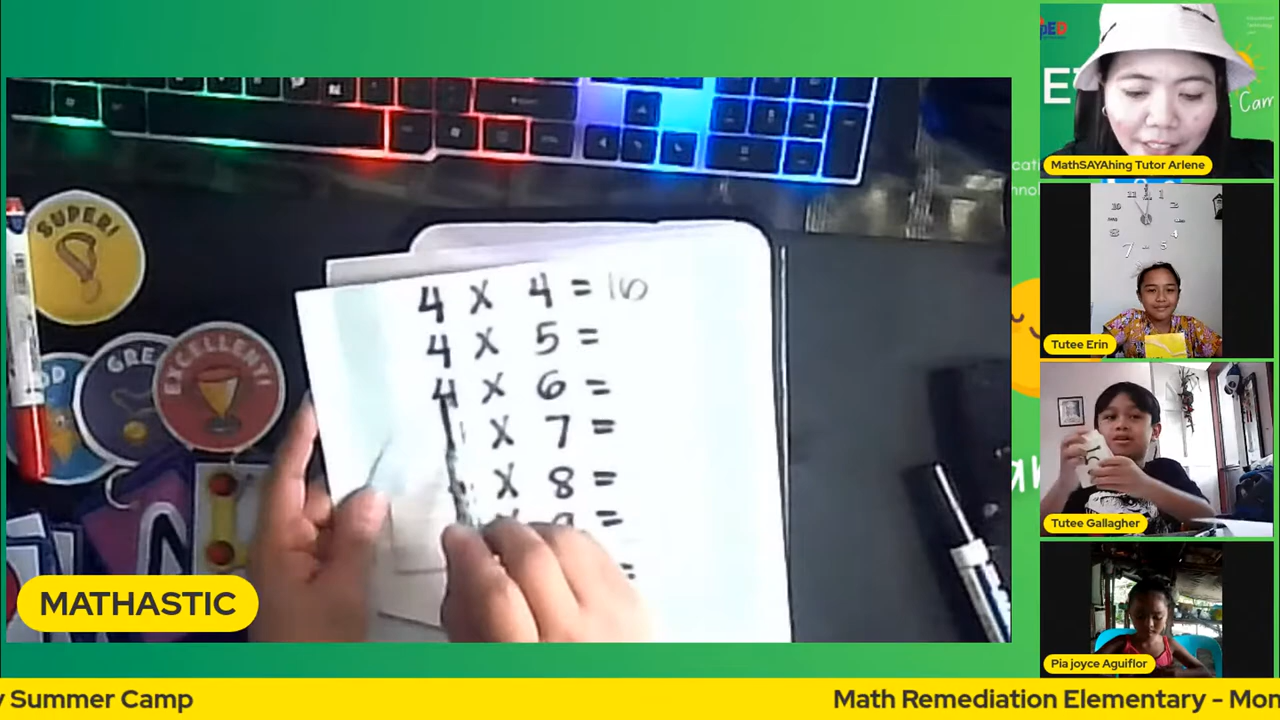 SUPER!
EXCELLENT!
4 X 4 = 16
4 X 5 =
4 X 6 =
X 7 =
X 8 =
=
MATHASTIC
MathSAYAhing Tutor Arlene
Tutee Erin
Tutee Gallagher
Pia joyce Aguiflor
y Summer Camp
Math Remediation Elementary - Mon